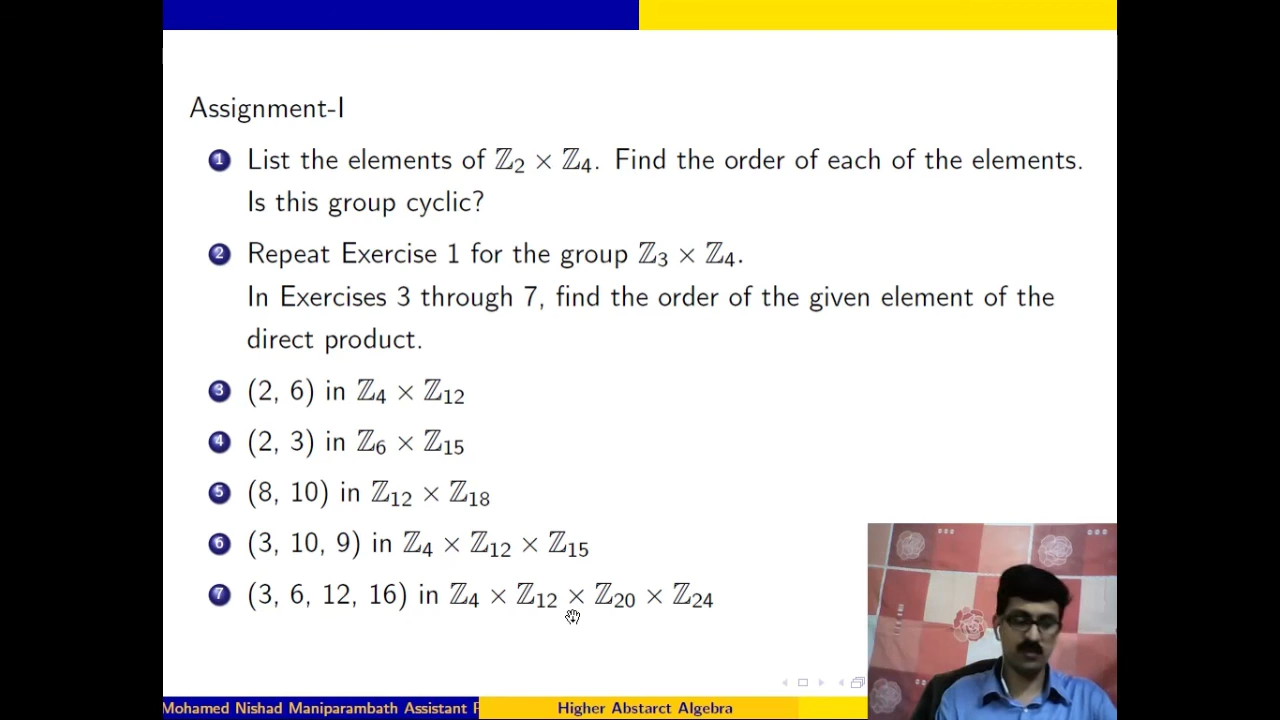 Assignment-I
1 List the elements of ℤ₂ × ℤ₄. Find the order of each of the elements.
Is this group cyclic?
2 Repeat Exercise 1 for the group ℤ₃ × ℤ₄.
In Exercises 3 through 7, find the order of the given element of the
direct product.
3 (2, 6) in ℤ₄ × ℤ₁₂
4 (2, 3) in ℤ₆ × ℤ₁₅
5 (8, 10) in ℤ₁₂ × ℤ₁₈
6 (3, 10, 9) in ℤ₄ × ℤ₁₂ × ℤ₁₅
7 (3, 6, 12, 16) in ℤ₄ × ℤ₁₂ × ℤ₂₀ × ℤ₂₄
Mohamed Nishad Maniparambath Assistant P Higher Abstarct Algebra